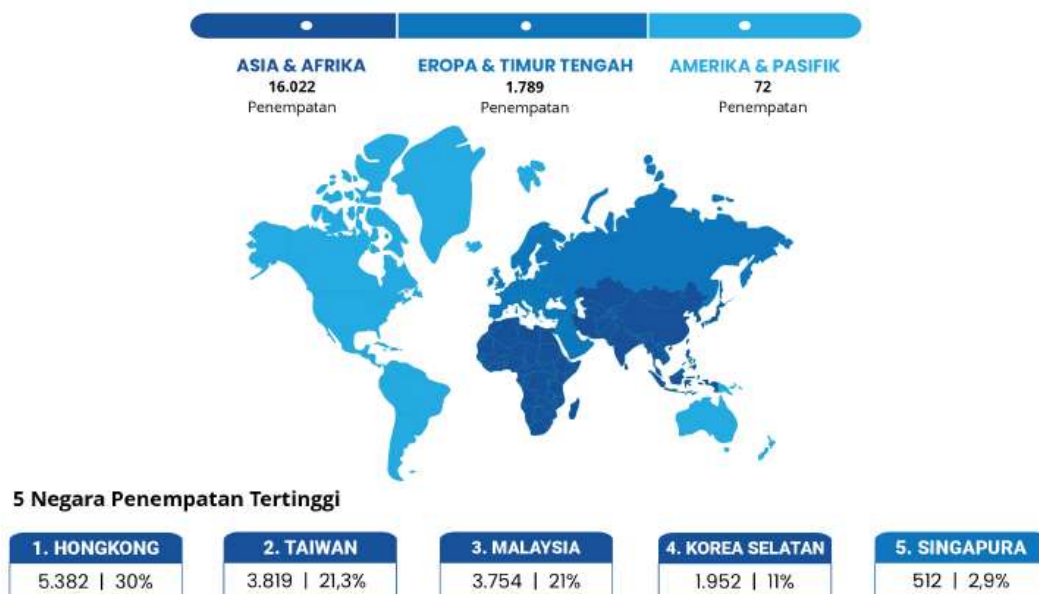 ASIA & AFRIKA
16.022
Penempatan
EROPA & TIMUR TENGAH
1.789
Penempatan
AMERIKA & PASIFIK
72
Penempatan
5 Negara Penempatan Tertinggi
1. HONGKONG
5.382 | 30%
2. TAIWAN
3.819 | 21,3%
3. MALAYSIA
3.754 | 21%
4. KOREA SELATAN
1.952 | 11%
5. SINGAPURA
512 | 2,9%